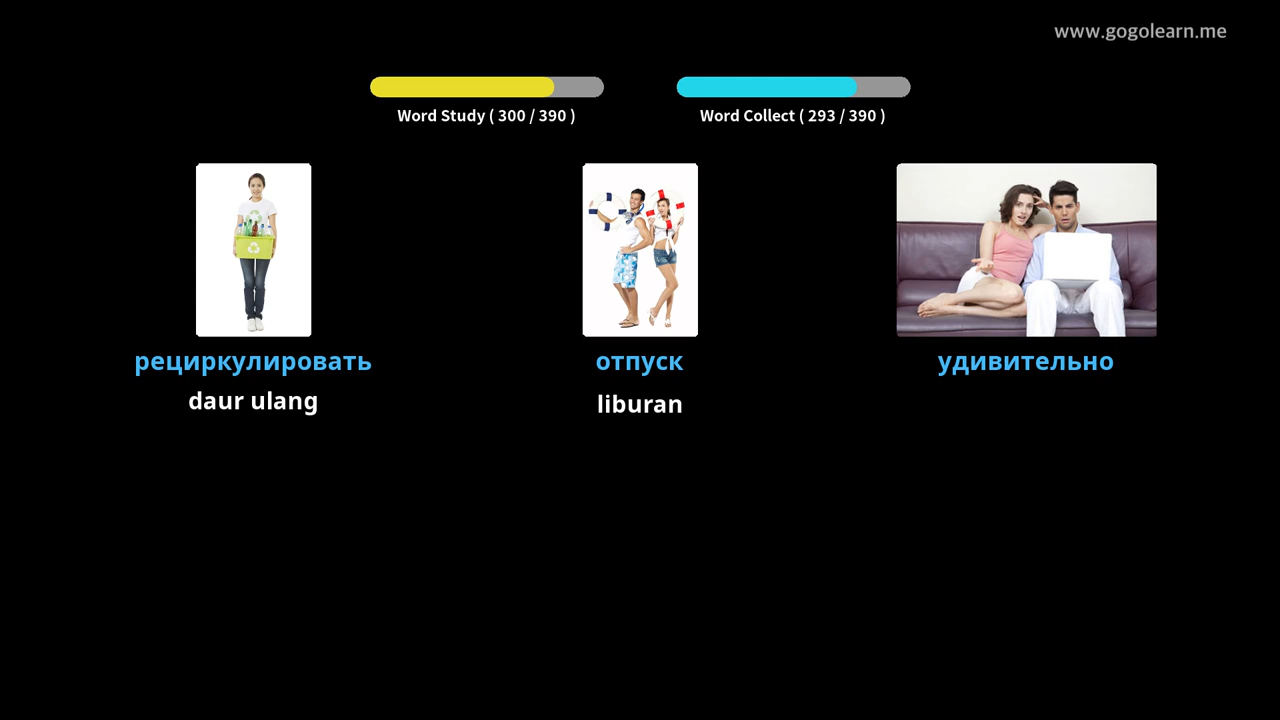 www.gogolearn.me
Word Study ( 300 / 390 )
Word Collect ( 293 / 390 )
рециркулировать
отпуск
удивительно
daur ulang
liburan